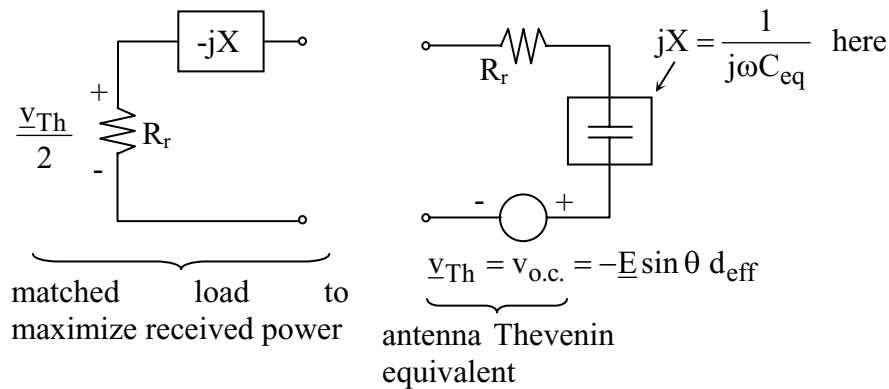 -jX
+
v_Th / 2
-
R_r
matched load to
maximize received power
R_r
jX = 1 / jωC_eq here
- +
v_Th = v_o.c. = −E sin θ d_eff
antenna Thevenin
equivalent